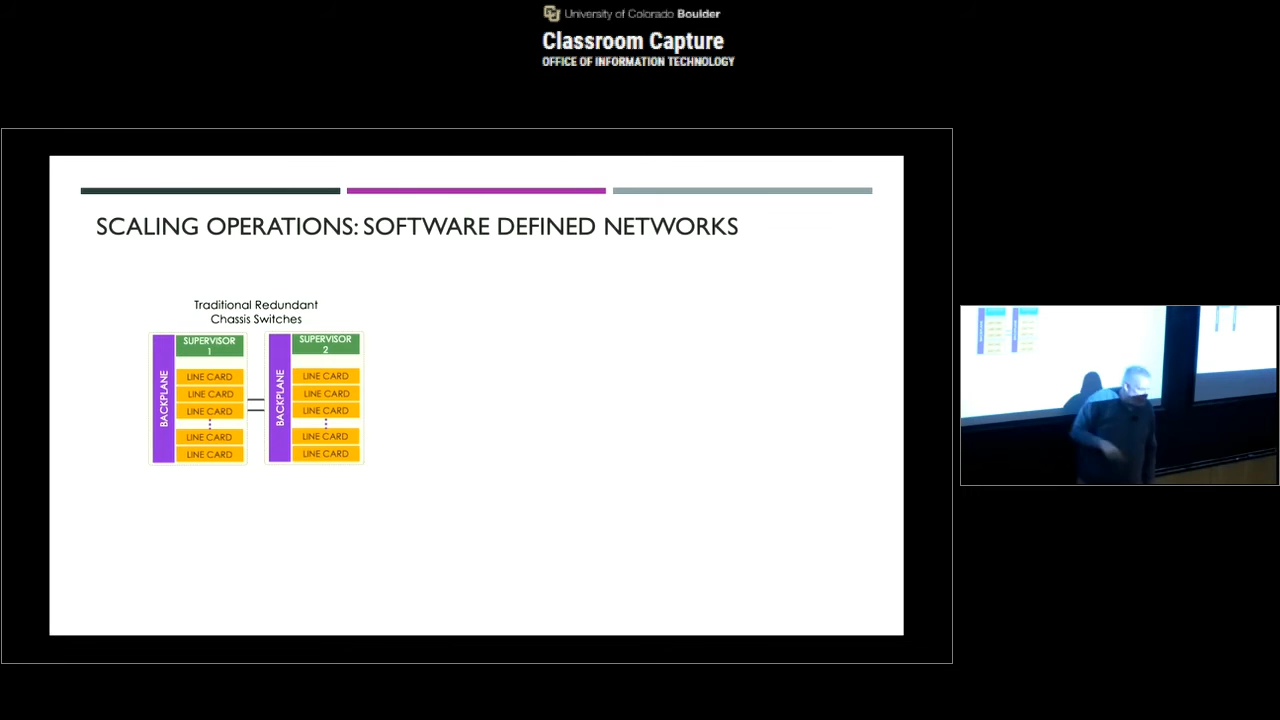 University of Colorado Boulder
Classroom Capture
OFFICE OF INFORMATION TECHNOLOGY
SCALING OPERATIONS: SOFTWARE DEFINED NETWORKS
Traditional Redundant
Chassis Switches
BACKPLANE
SUPERVISOR
1
LINE CARD
LINE CARD
LINE CARD
LINE CARD
LINE CARD
BACKPLANE
SUPERVISOR
2
LINE CARD
LINE CARD
LINE CARD
LINE CARD
LINE CARD